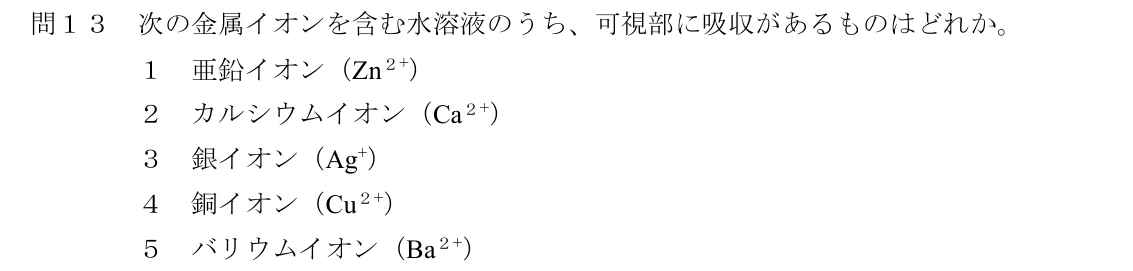 問１３　次の金属イオンを含む水溶液のうち、可視部に吸収があるものはどれか。
１　亜鉛イオン（Zn２+）
２　カルシウムイオン（Ca２+）
３　銀イオン（Ag+）
４　銅イオン（Cu２+）
５　バリウムイオン（Ba２+）